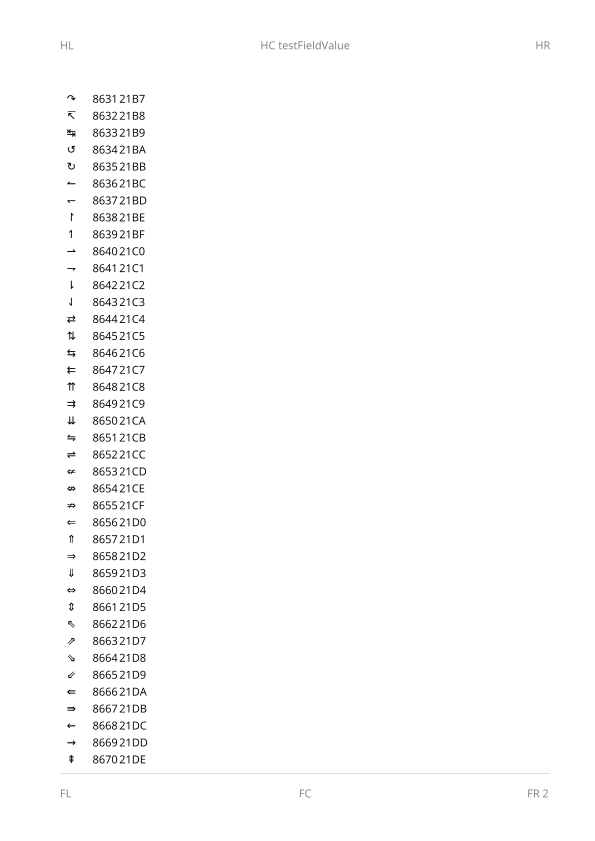 HL HC testFieldValue HR
↷ 8631 21B7
↸ 8632 21B8
↹ 8633 21B9
↺ 8634 21BA
↻ 8635 21BB
↼ 8636 21BC
↽ 8637 21BD
↾ 8638 21BE
↿ 8639 21BF
⇀ 8640 21C0
⇁ 8641 21C1
⇂ 8642 21C2
⇃ 8643 21C3
⇄ 8644 21C4
⇅ 8645 21C5
⇆ 8646 21C6
⇇ 8647 21C7
⇈ 8648 21C8
⇉ 8649 21C9
⇊ 8650 21CA
⇋ 8651 21CB
⇌ 8652 21CC
⇍ 8653 21CD
⇎ 8654 21CE
⇏ 8655 21CF
⇐ 8656 21D0
⇑ 8657 21D1
⇒ 8658 21D2
⇓ 8659 21D3
⇔ 8660 21D4
⇕ 8661 21D5
⇖ 8662 21D6
⇗ 8663 21D7
⇘ 8664 21D8
⇙ 8665 21D9
⇚ 8666 21DA
⇛ 8667 21DB
⇜ 8668 21DC
⇝ 8669 21DD
⇞ 8670 21DE
FL FC FR 2